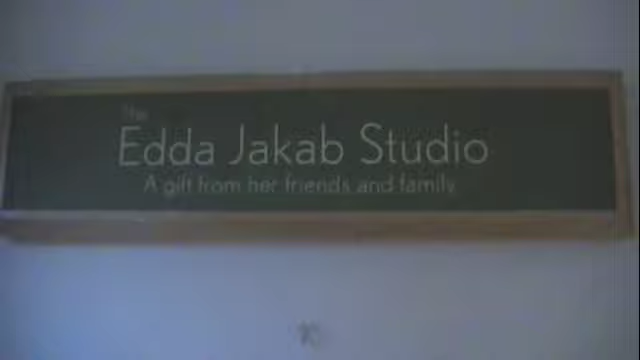 the
Edda Jakab Studio
A gift from her friends and family